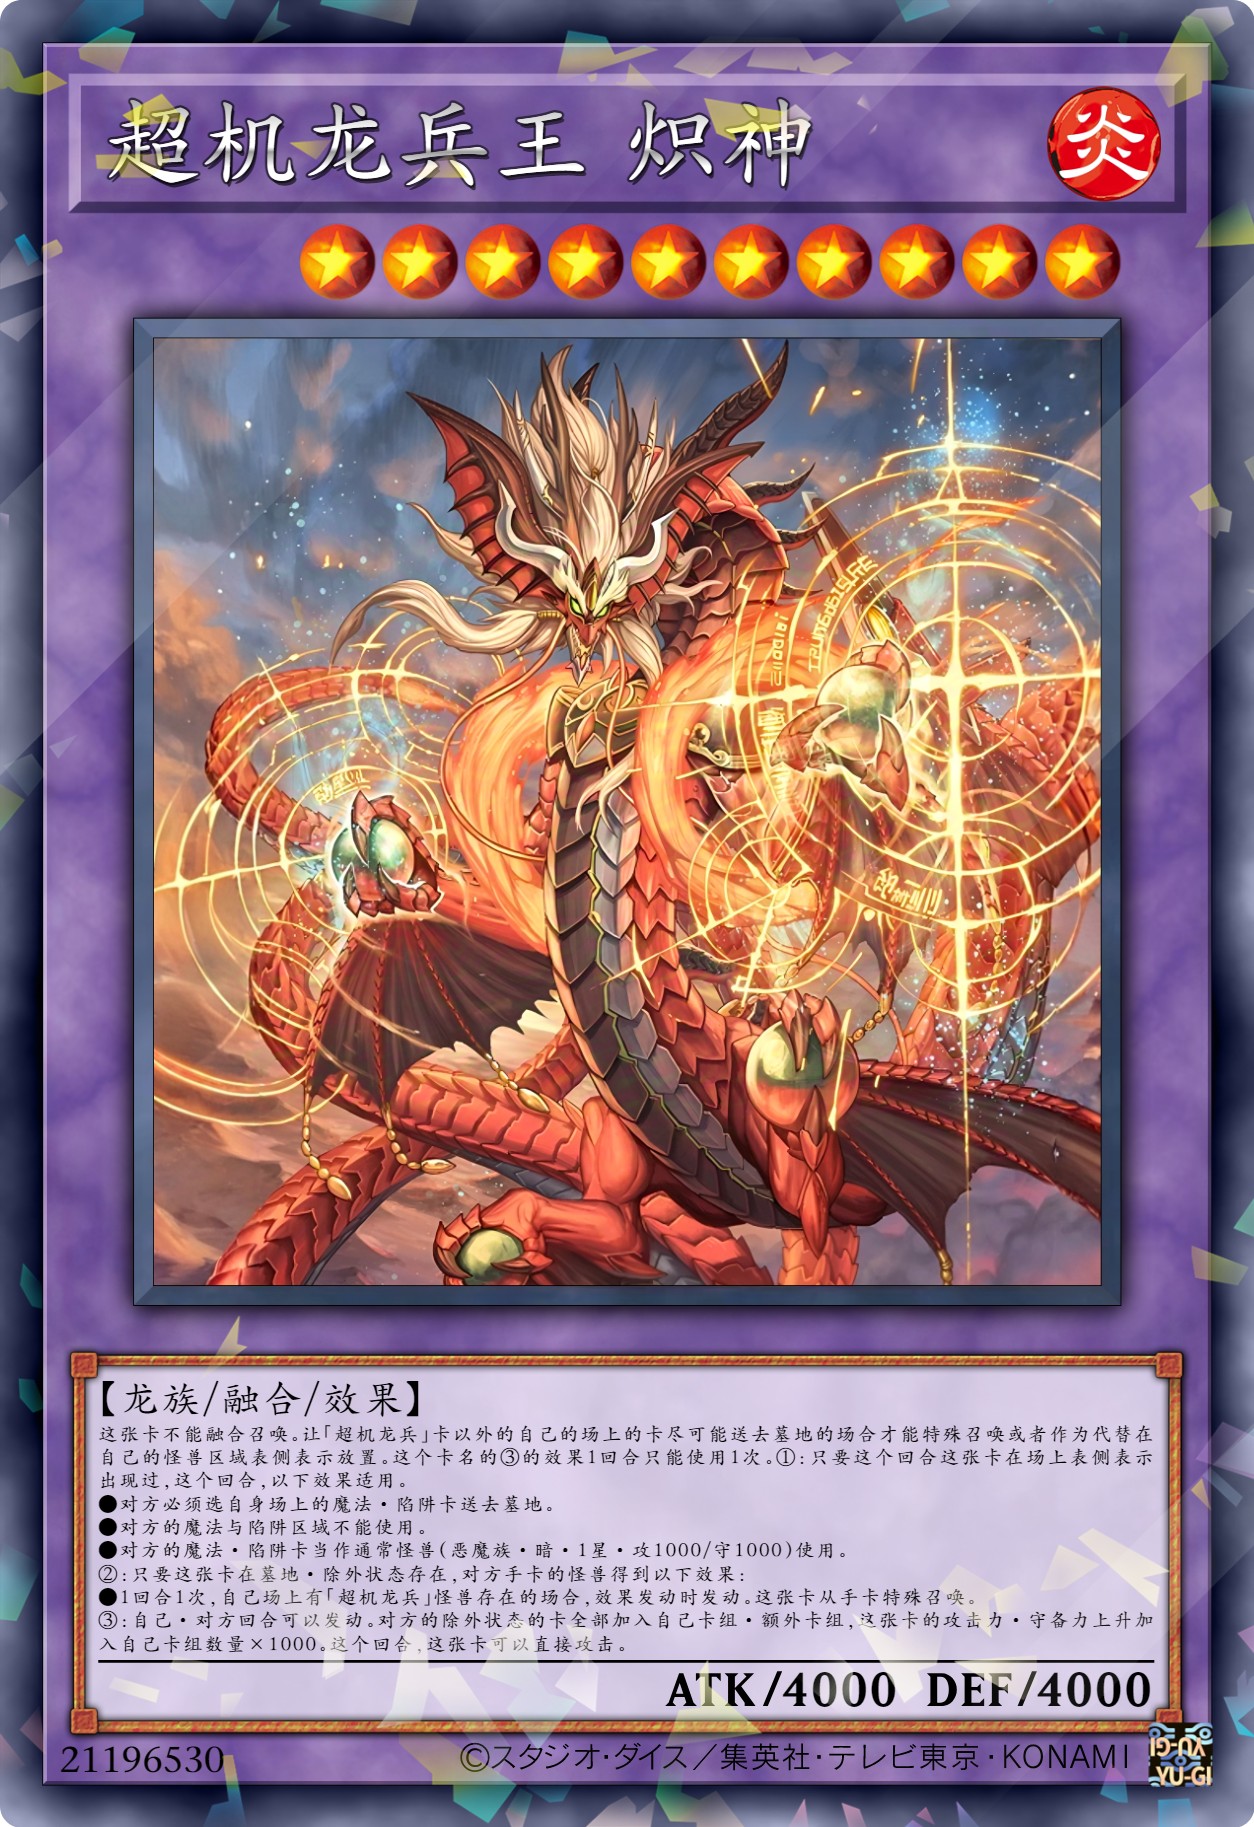 超机龙兵王 炽神
炎
【龙族/融合/效果】
这张卡不能融合召唤。让「超机龙兵」卡以外的自己的场上的卡尽可能送去墓地的场合才能特殊召唤或者作为代替在
自己的怪兽区域表侧表示放置。这个卡名的③的效果1回合只能使用1次。①:只要这个回合这张卡在场上表侧表示
出现过,这个回合,以下效果适用。
●对方必须选自身场上的魔法·陷阱卡送去墓地。
●对方的魔法与陷阱区域不能使用。
●对方的魔法·陷阱卡当作通常怪兽(恶魔族·暗·1星·攻1000/守1000)使用。
②:只要这张卡在墓地·除外状态存在,对方手卡的怪兽得到以下效果:
●1回合1次,自己场上有「超机龙兵」怪兽存在的场合,效果发动时发动。这张卡从手卡特殊召唤。
③:自己·对方回合可以发动。对方的除外状态的卡全部加入自己卡组·额外卡组,这张卡的攻击力·守备力上升加
入自己卡组数量×1000。这个回合,这张卡可以直接攻击。
ATK/4000 DEF/4000
21196530 ©スタジオ·ダイス／集英社·テレビ東京·KONAMI
YU-GI